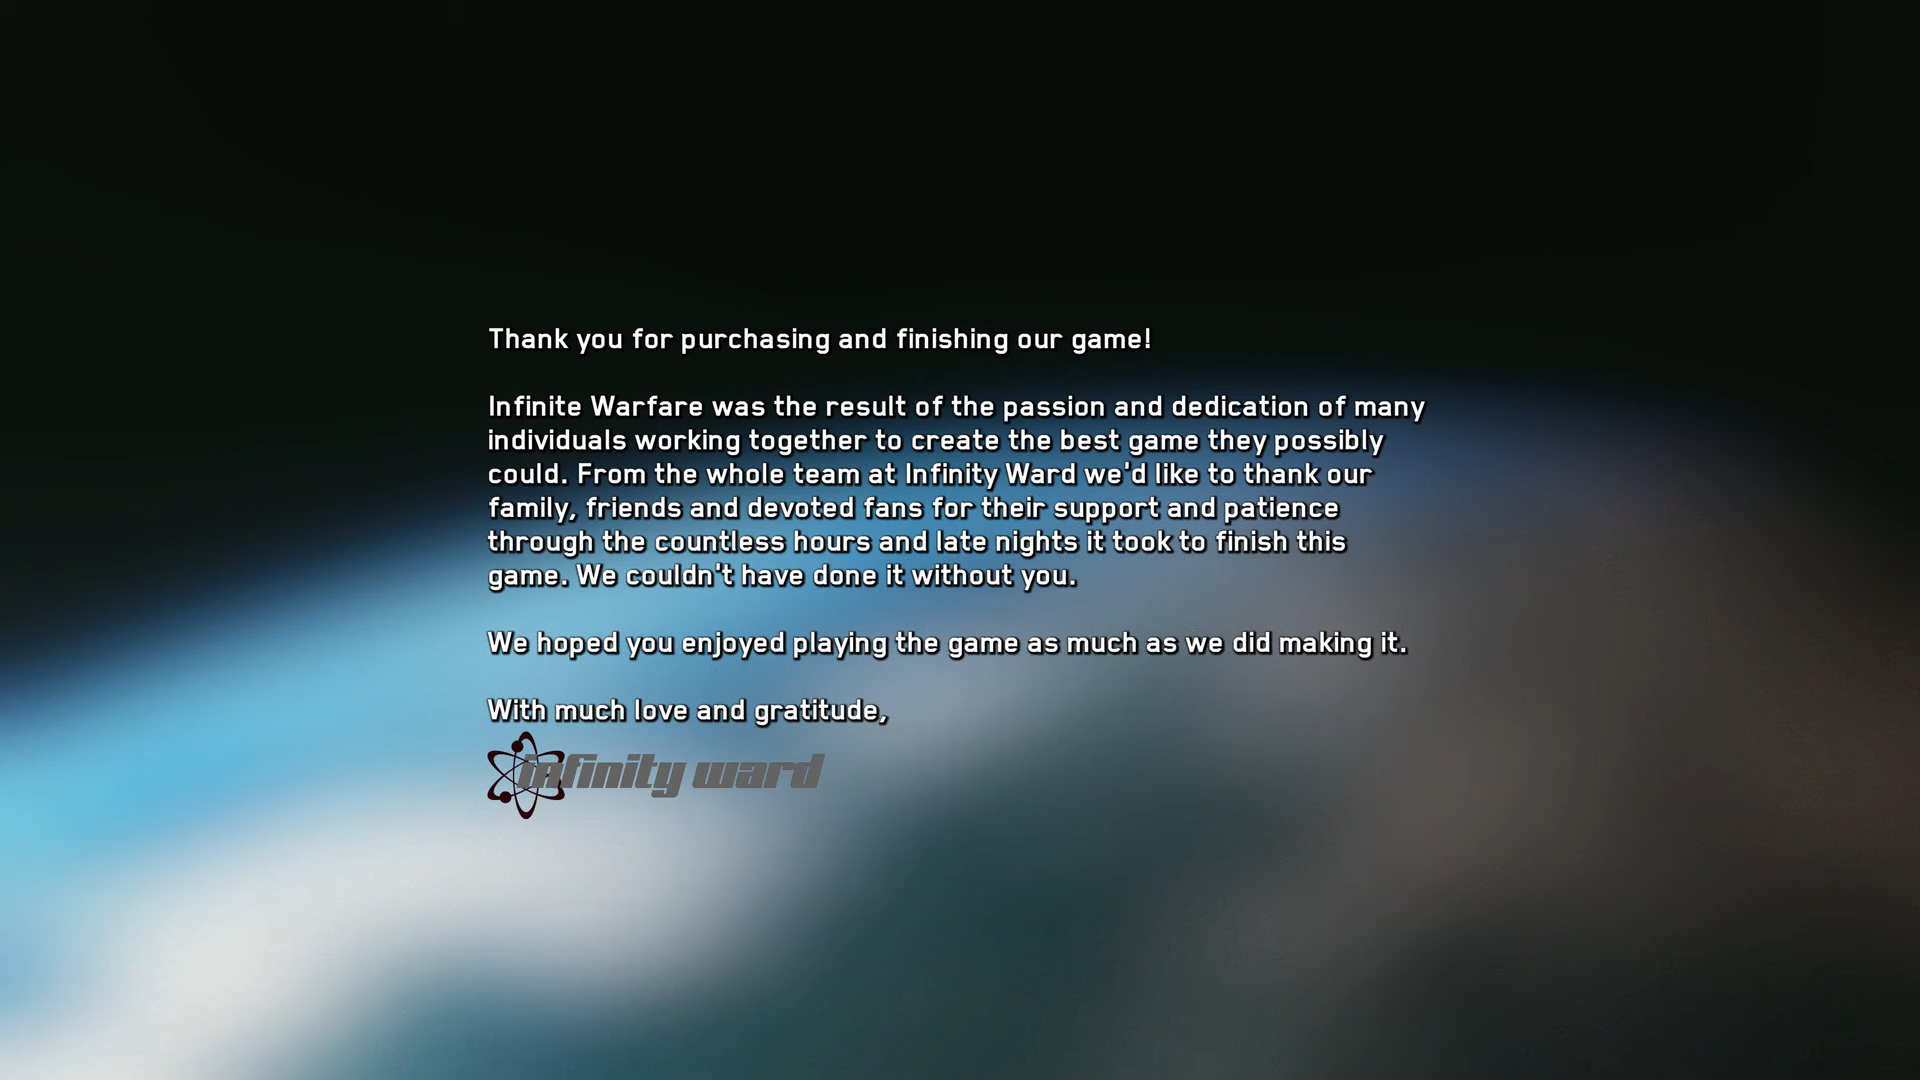 Thank you for purchasing and finishing our game!
Infinite Warfare was the result of the passion and dedication of many
individuals working together to create the best game they possibly
could. From the whole team at Infinity Ward we'd like to thank our
family, friends and devoted fans for their support and patience
through the countless hours and late nights it took to finish this
game. We couldn't have done it without you.
We hoped you enjoyed playing the game as much as we did making it.
With much love and gratitude,
infinity ward